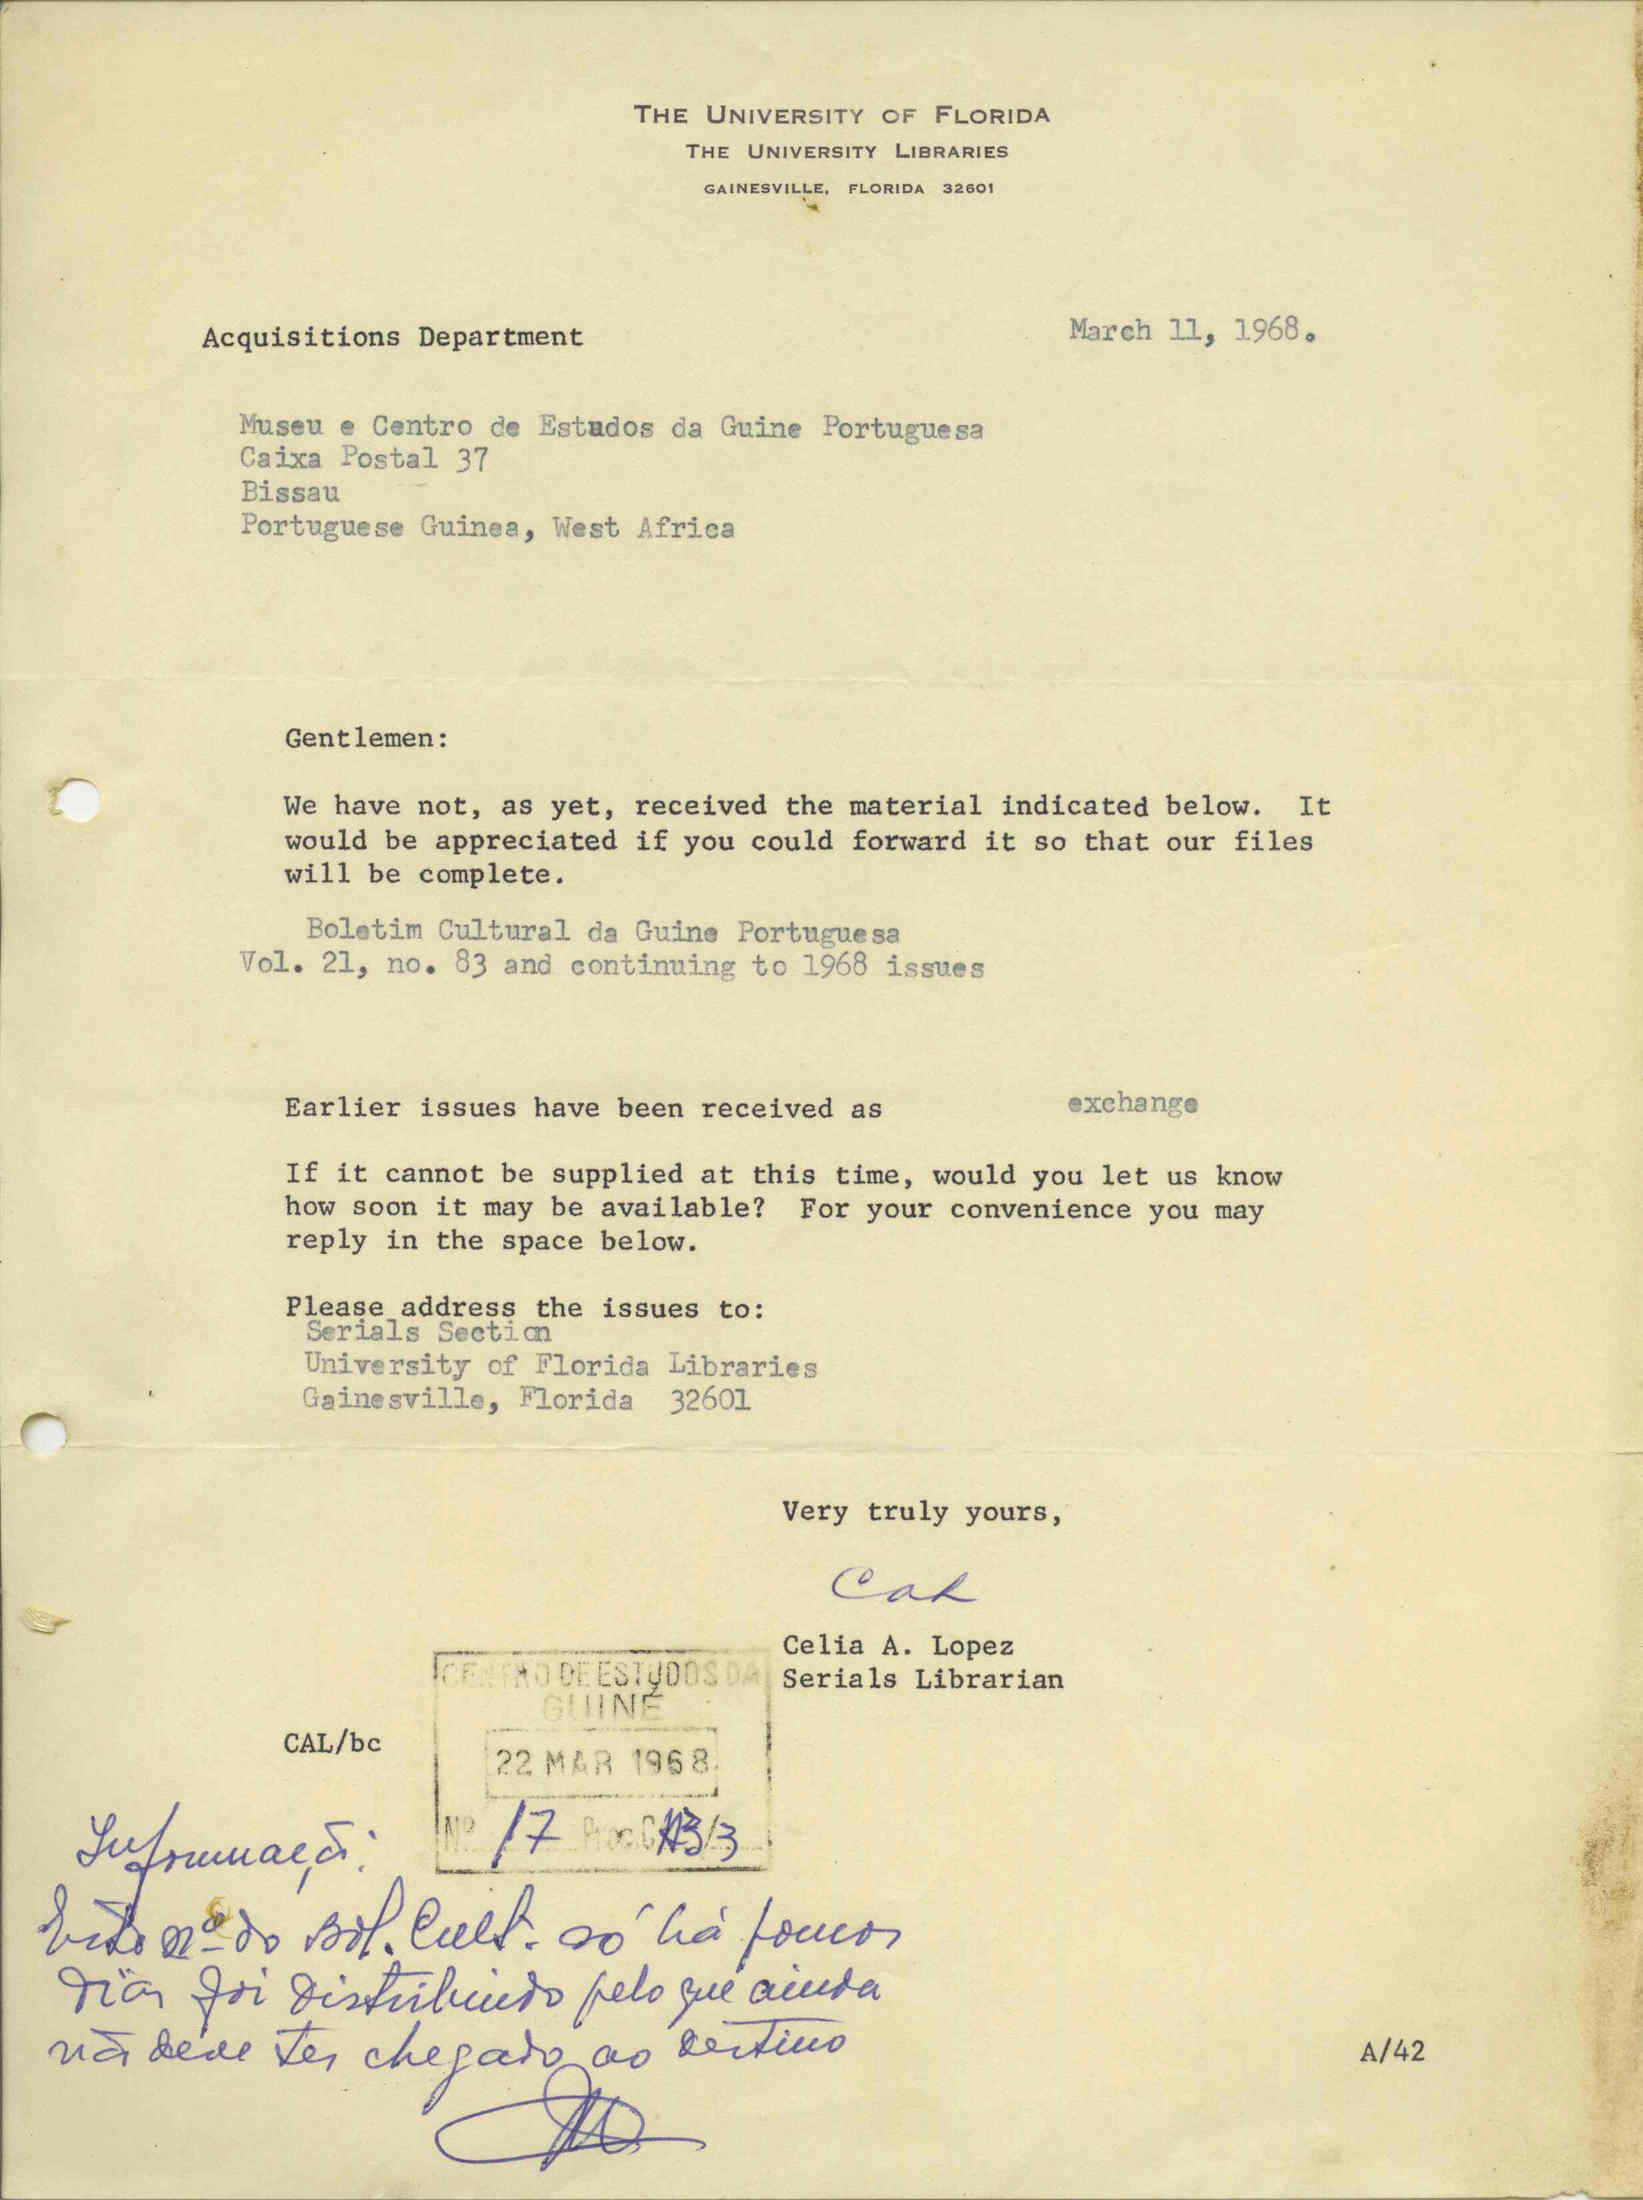 THE UNIVERSITY OF FLORIDA
THE UNIVERSITY LIBRARIES
GAINESVILLE, FLORIDA 32601
Acquisitions Department
March 11, 1968.
Museu e Centro de Estudos da Guine Portuguesa
Caixa Postal 37
Bissau
Portuguese Guinea, West Africa
Gentlemen:
We have not, as yet, received the material indicated below. It
would be appreciated if you could forward it so that our files
will be complete.
Boletim Cultural da Guine Portuguesa
Vol. 21, no. 83 and continuing to 1968 issues
Earlier issues have been received as exchange
If it cannot be supplied at this time, would you let us know
how soon it may be available? For your convenience you may
reply in the space below.
Please address the issues to:
Serials Section
University of Florida Libraries
Gainesville, Florida 32601
Very truly yours,
CAL
Celia A. Lopez
Serials Librarian
CENTRO DE ESTUDOS DA
GUINÉ
CAL/bc
22 MAR 1968
Nº 17 Proc.
Informação:
Este nº do Bol. Cult. só há poucos
dias foi distribuido pelo que ainda
não deve ter chegado ao destino
A/42